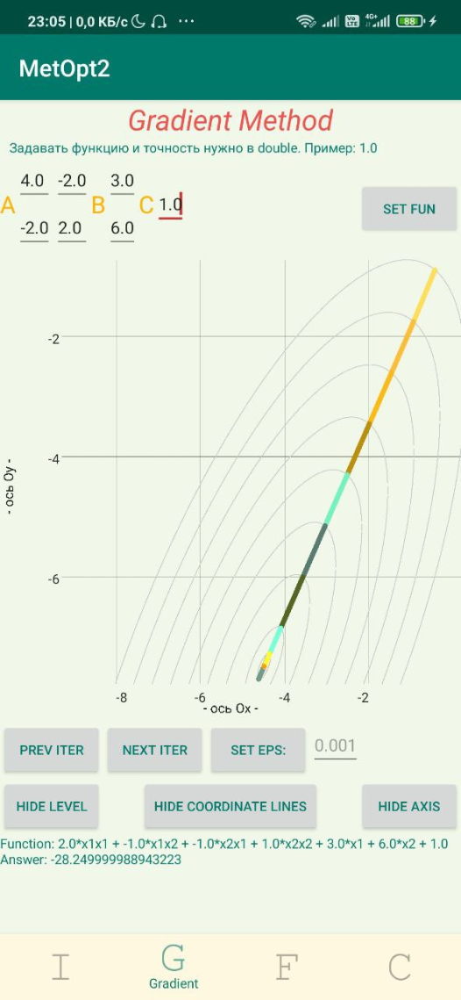 23:05 | 0,0 КБ/с ...
Vo LTE 4G+ 88
MetOpt2
Gradient Method
Задавать функцию и точность нужно в double. Пример: 1.0
4.0 -2.0 3.0
A B C 1.0 SET FUN
-2.0 2.0 6.0
-2
-4
-6
- ось Oy -
-8 -6 -4 -2
- ось Ox -
PREV ITER NEXT ITER SET EPS: 0.001
HIDE LEVEL HIDE COORDINATE LINES HIDE AXIS
Function: 2.0*x1x1 + -1.0*x1x2 + -1.0*x2x1 + 1.0*x2x2 + 3.0*x1 + 6.0*x2 + 1.0
Answer: -28.249999988943223
I G F C
Gradient